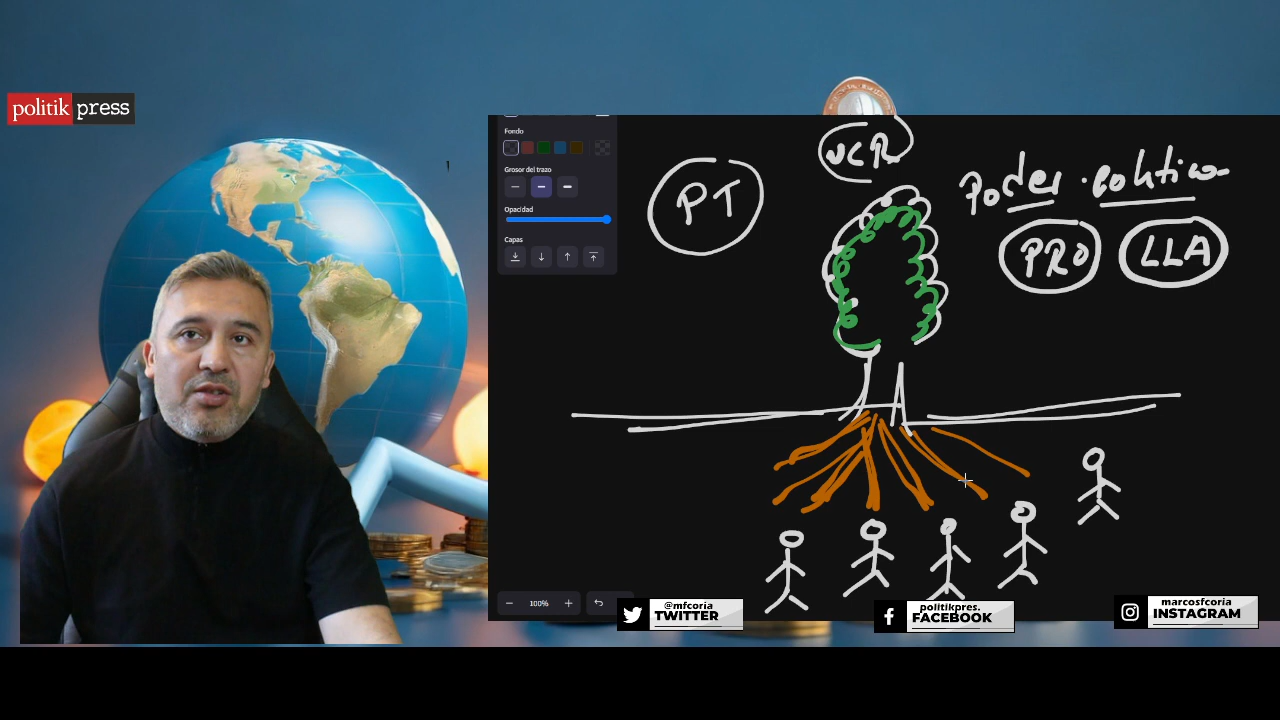 politik press
1
Fondo
Grosor del trazo
Opacidad
Capas
PT
UCR
Poder politico
PRO
LLA
100%
@mfcoria
TWITTER
politikpres.
FACEBOOK
marcosfcoria
INSTAGRAM